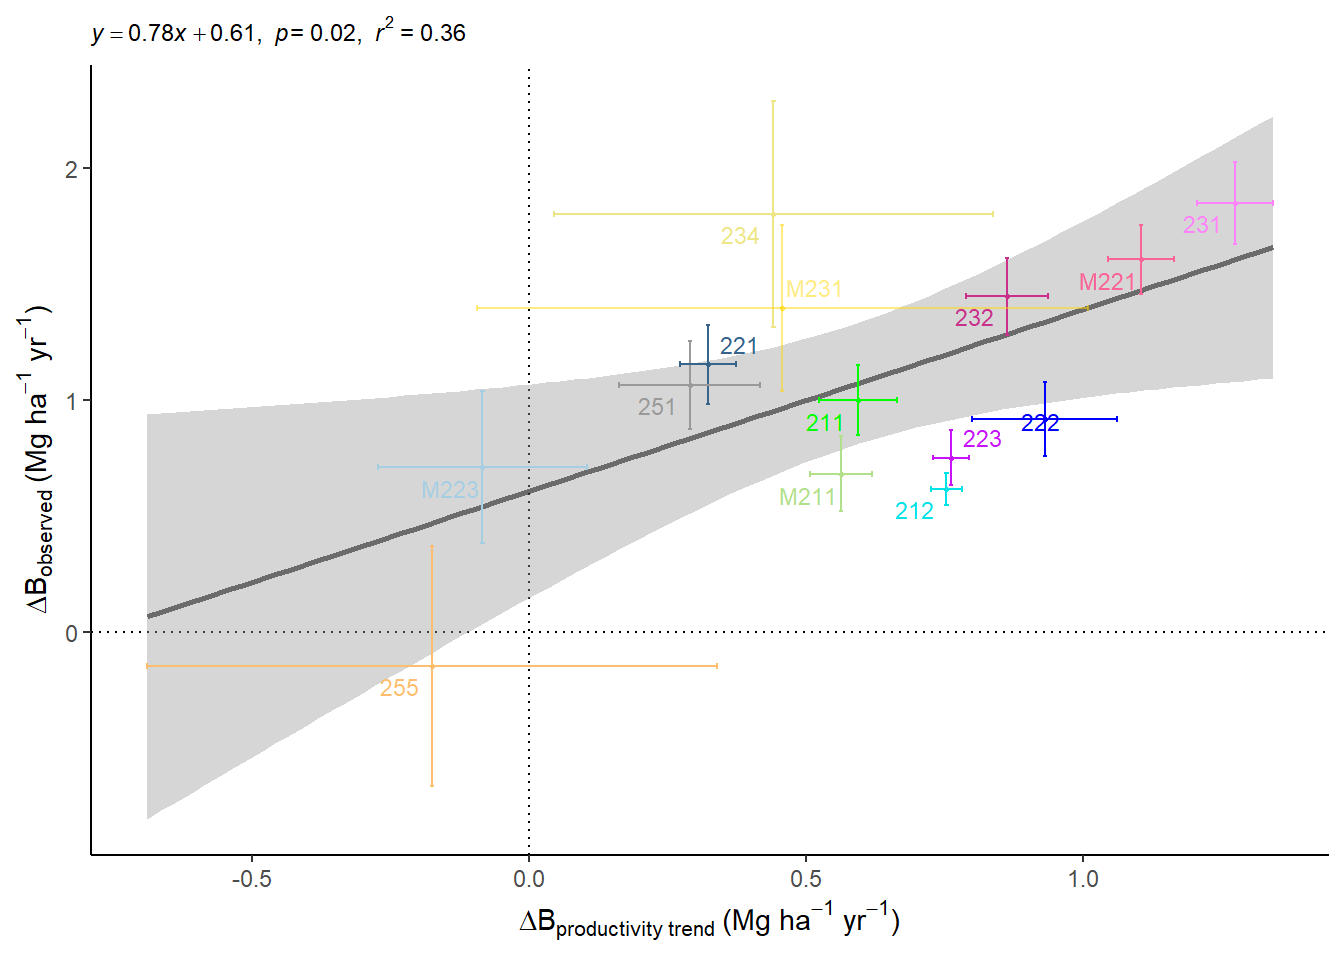 y = 0.78x + 0.61, p = 0.02, r² = 0.36
2
1
0
ΔB_observed (Mg ha⁻¹ yr⁻¹)
234
231
M221
M231
232
221
251
211
222
223
M223
M211
212
255
-0.5 0.0 0.5 1.0
ΔB_productivity trend (Mg ha⁻¹ yr⁻¹)